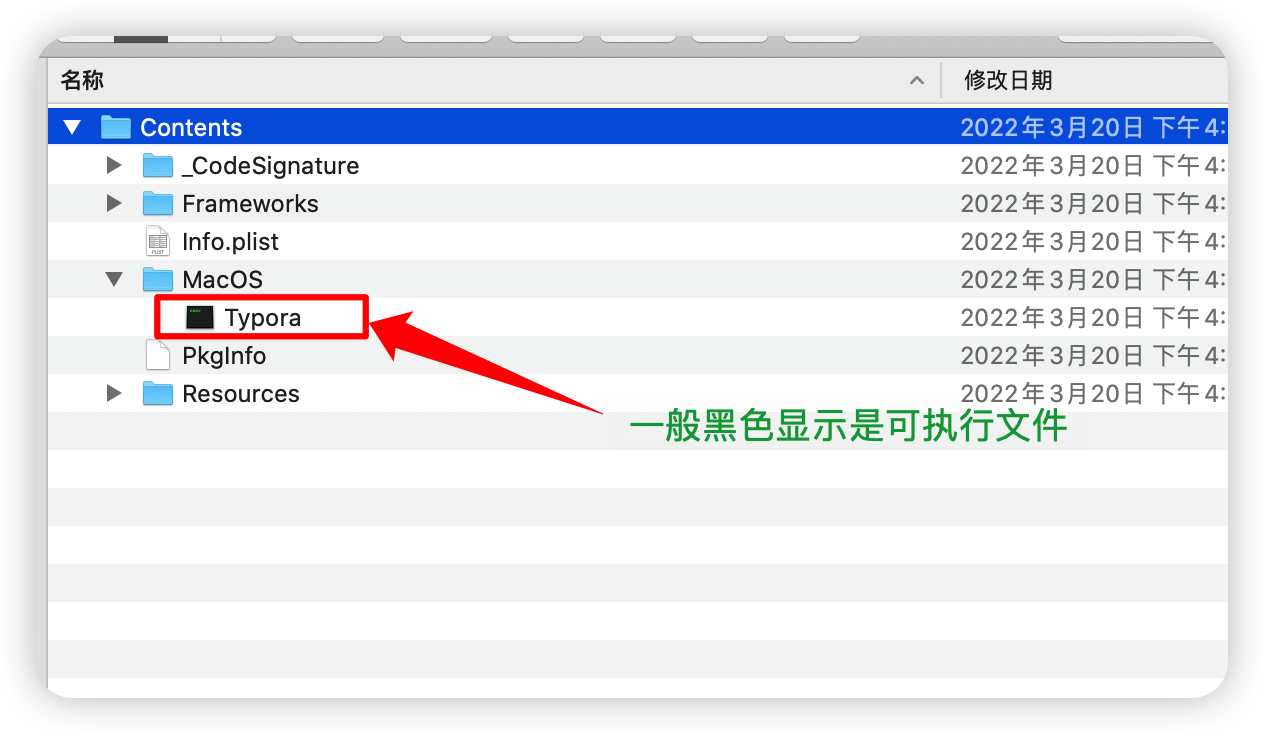 名称 修改日期
Contents 2022年3月20日 下午4:
_CodeSignature 2022年3月20日 下午4:
Frameworks 2022年3月20日 下午4:
Info.plist 2022年3月20日 下午4:
MacOS 2022年3月20日 下午4:
Typora 2022年3月20日 下午4:
PkgInfo 2022年3月20日 下午4:
Resources 2022年3月20日 下午4:
一般黑色显示是可执行文件